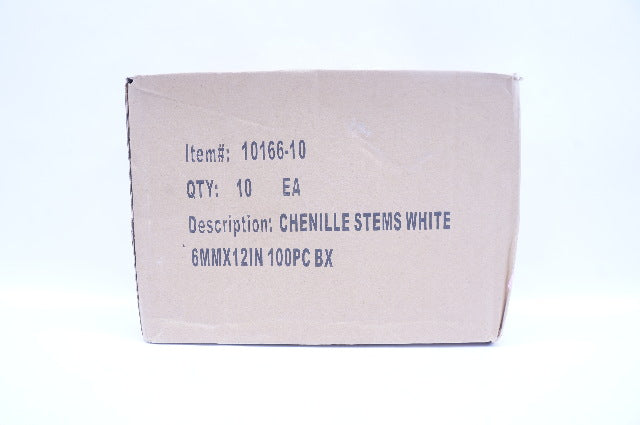 Item#: 10166-10
QTY: 10 EA
Description: CHENILLE STEMS WHITE
6MMX12IN 100PC BX